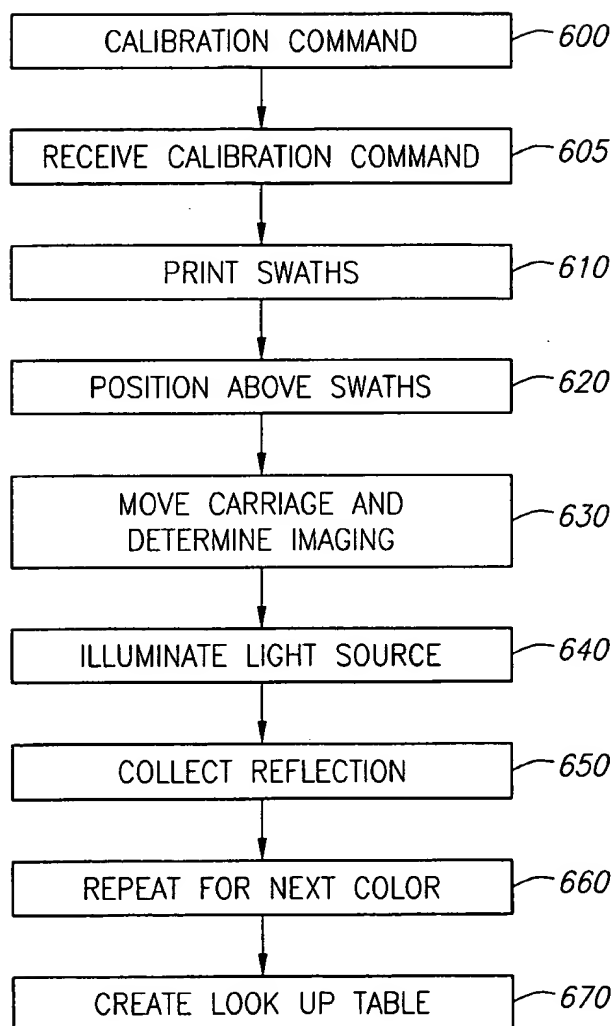 CALIBRATION COMMAND 600
RECEIVE CALIBRATION COMMAND 605
PRINT SWATHS 610
POSITION ABOVE SWATHS 620
MOVE CARRIAGE AND
DETERMINE IMAGING 630
ILLUMINATE LIGHT SOURCE 640
COLLECT REFLECTION 650
REPEAT FOR NEXT COLOR 660
CREATE LOOK UP TABLE 670